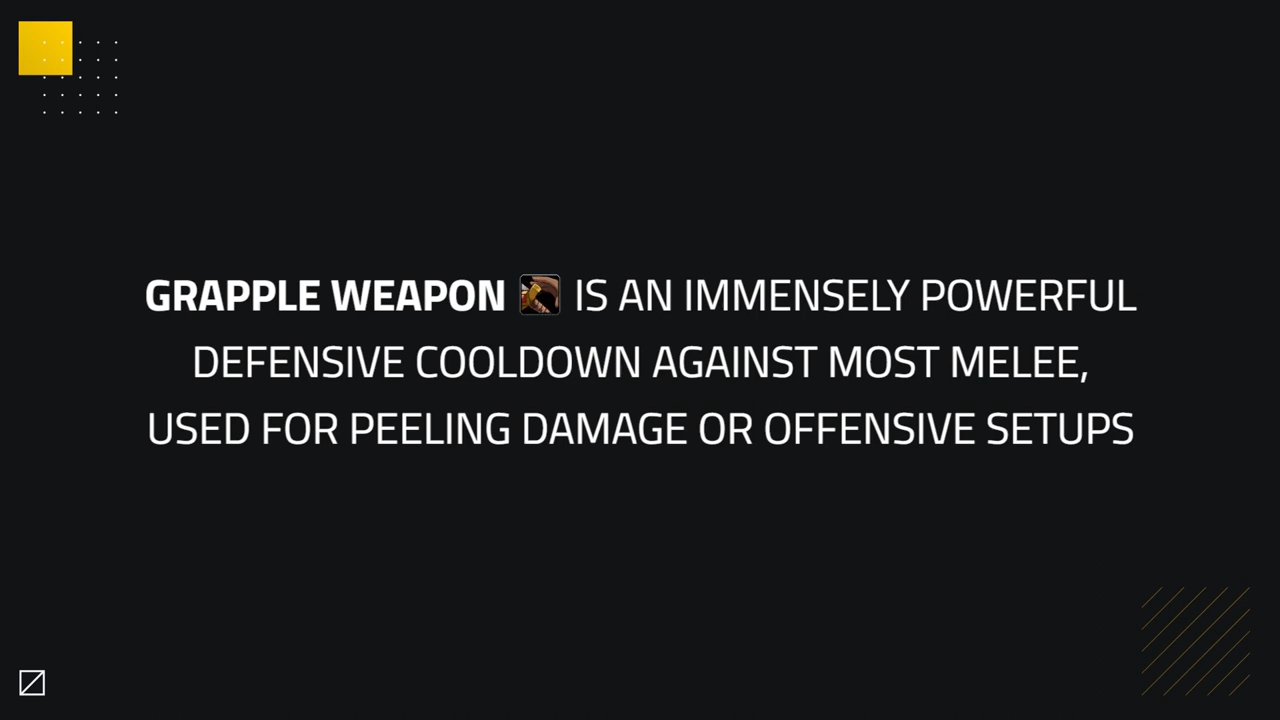 GRAPPLE WEAPON IS AN IMMENSELY POWERFUL
DEFENSIVE COOLDOWN AGAINST MOST MELEE,
USED FOR PEELING DAMAGE OR OFFENSIVE SETUPS